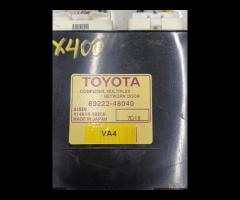 X400
TOYOTA
COMPUTER, MULTIPLEX
NETWORK DOOR
89222-48040
MADE IN JAPAN
VA4